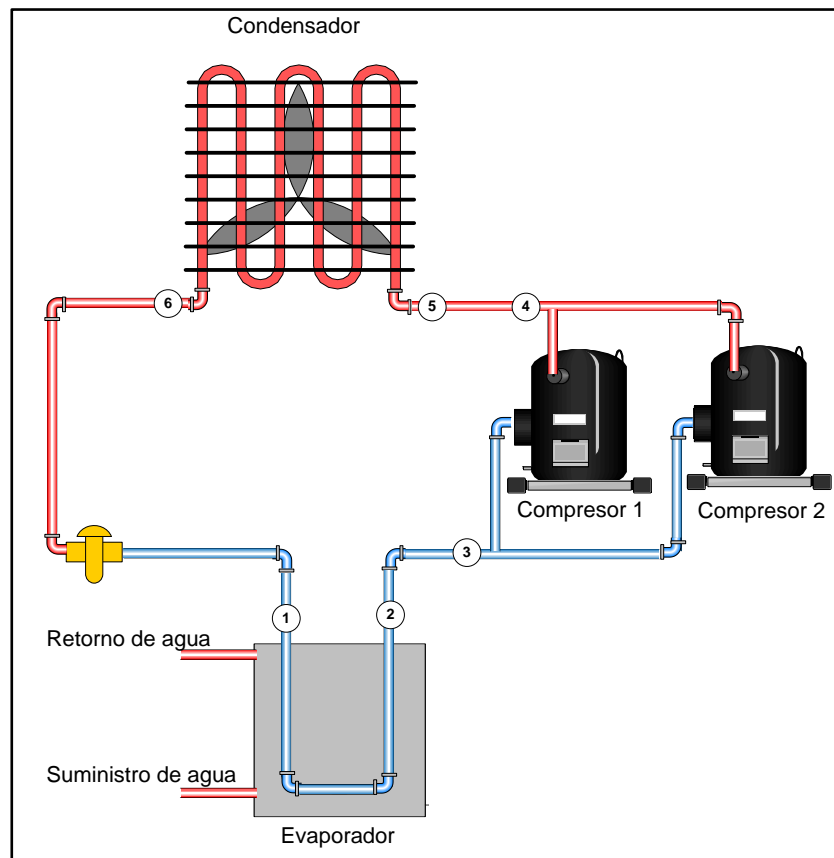 Condensador
6
5
4
Compresor 1
Compresor 2
3
1
2
Retorno de agua
Suministro de agua
Evaporador